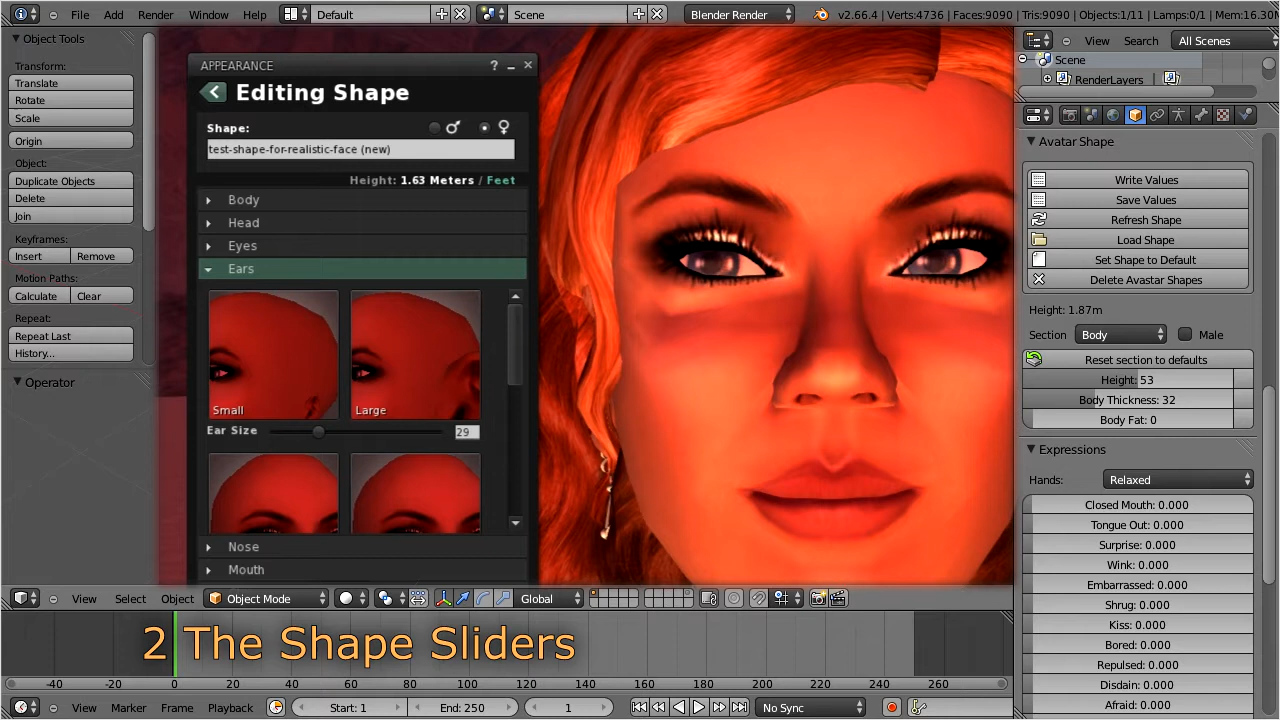 File Add Render Window Help Default Scene Blender Render v2.66.4 | Verts:4736 | Faces:9090 | Tris:9090 | Objects:1/11 | Lamps:0/1 | Mem:16.30
Object Tools
Transform:
Translate
Rotate
Scale
Origin
Object:
Duplicate Objects
Delete
Join
Keyframes:
Insert Remove
Motion Paths:
Calculate Clear
Repeat:
Repeat Last
History...
Operator
APPEARANCE ?
Editing Shape
Shape:
test-shape-for-realistic-face (new)
Height: 1.63 Meters / Feet
Body
Head
Eyes
Ears
Small Large
Ear Size 29
Nose
Mouth
View Search All Scenes
Scene
RenderLayers |
Avatar Shape
Write Values
Save Values
Refresh Shape
Load Shape
Set Shape to Default
Delete Avastar Shapes
Height: 1.87m
Section Body Male
Reset section to defaults
Height: 53
Body Thickness: 32
Body Fat: 0
Expressions
Hands: Relaxed
Closed Mouth: 0.000
Tongue Out: 0.000
Surprise: 0.000
Wink: 0.000
Embarrassed: 0.000
Shrug: 0.000
Kiss: 0.000
Bored: 0.000
Repulsed: 0.000
Disdain: 0.000
Afraid: 0.000
View Select Object Object Mode Global
2 The Shape Sliders
-40 -20 0 20 40 60 80 100 120 140 160 180 200 220 240 260
View Marker Frame Playback Start: 1 End: 250 1 No Sync